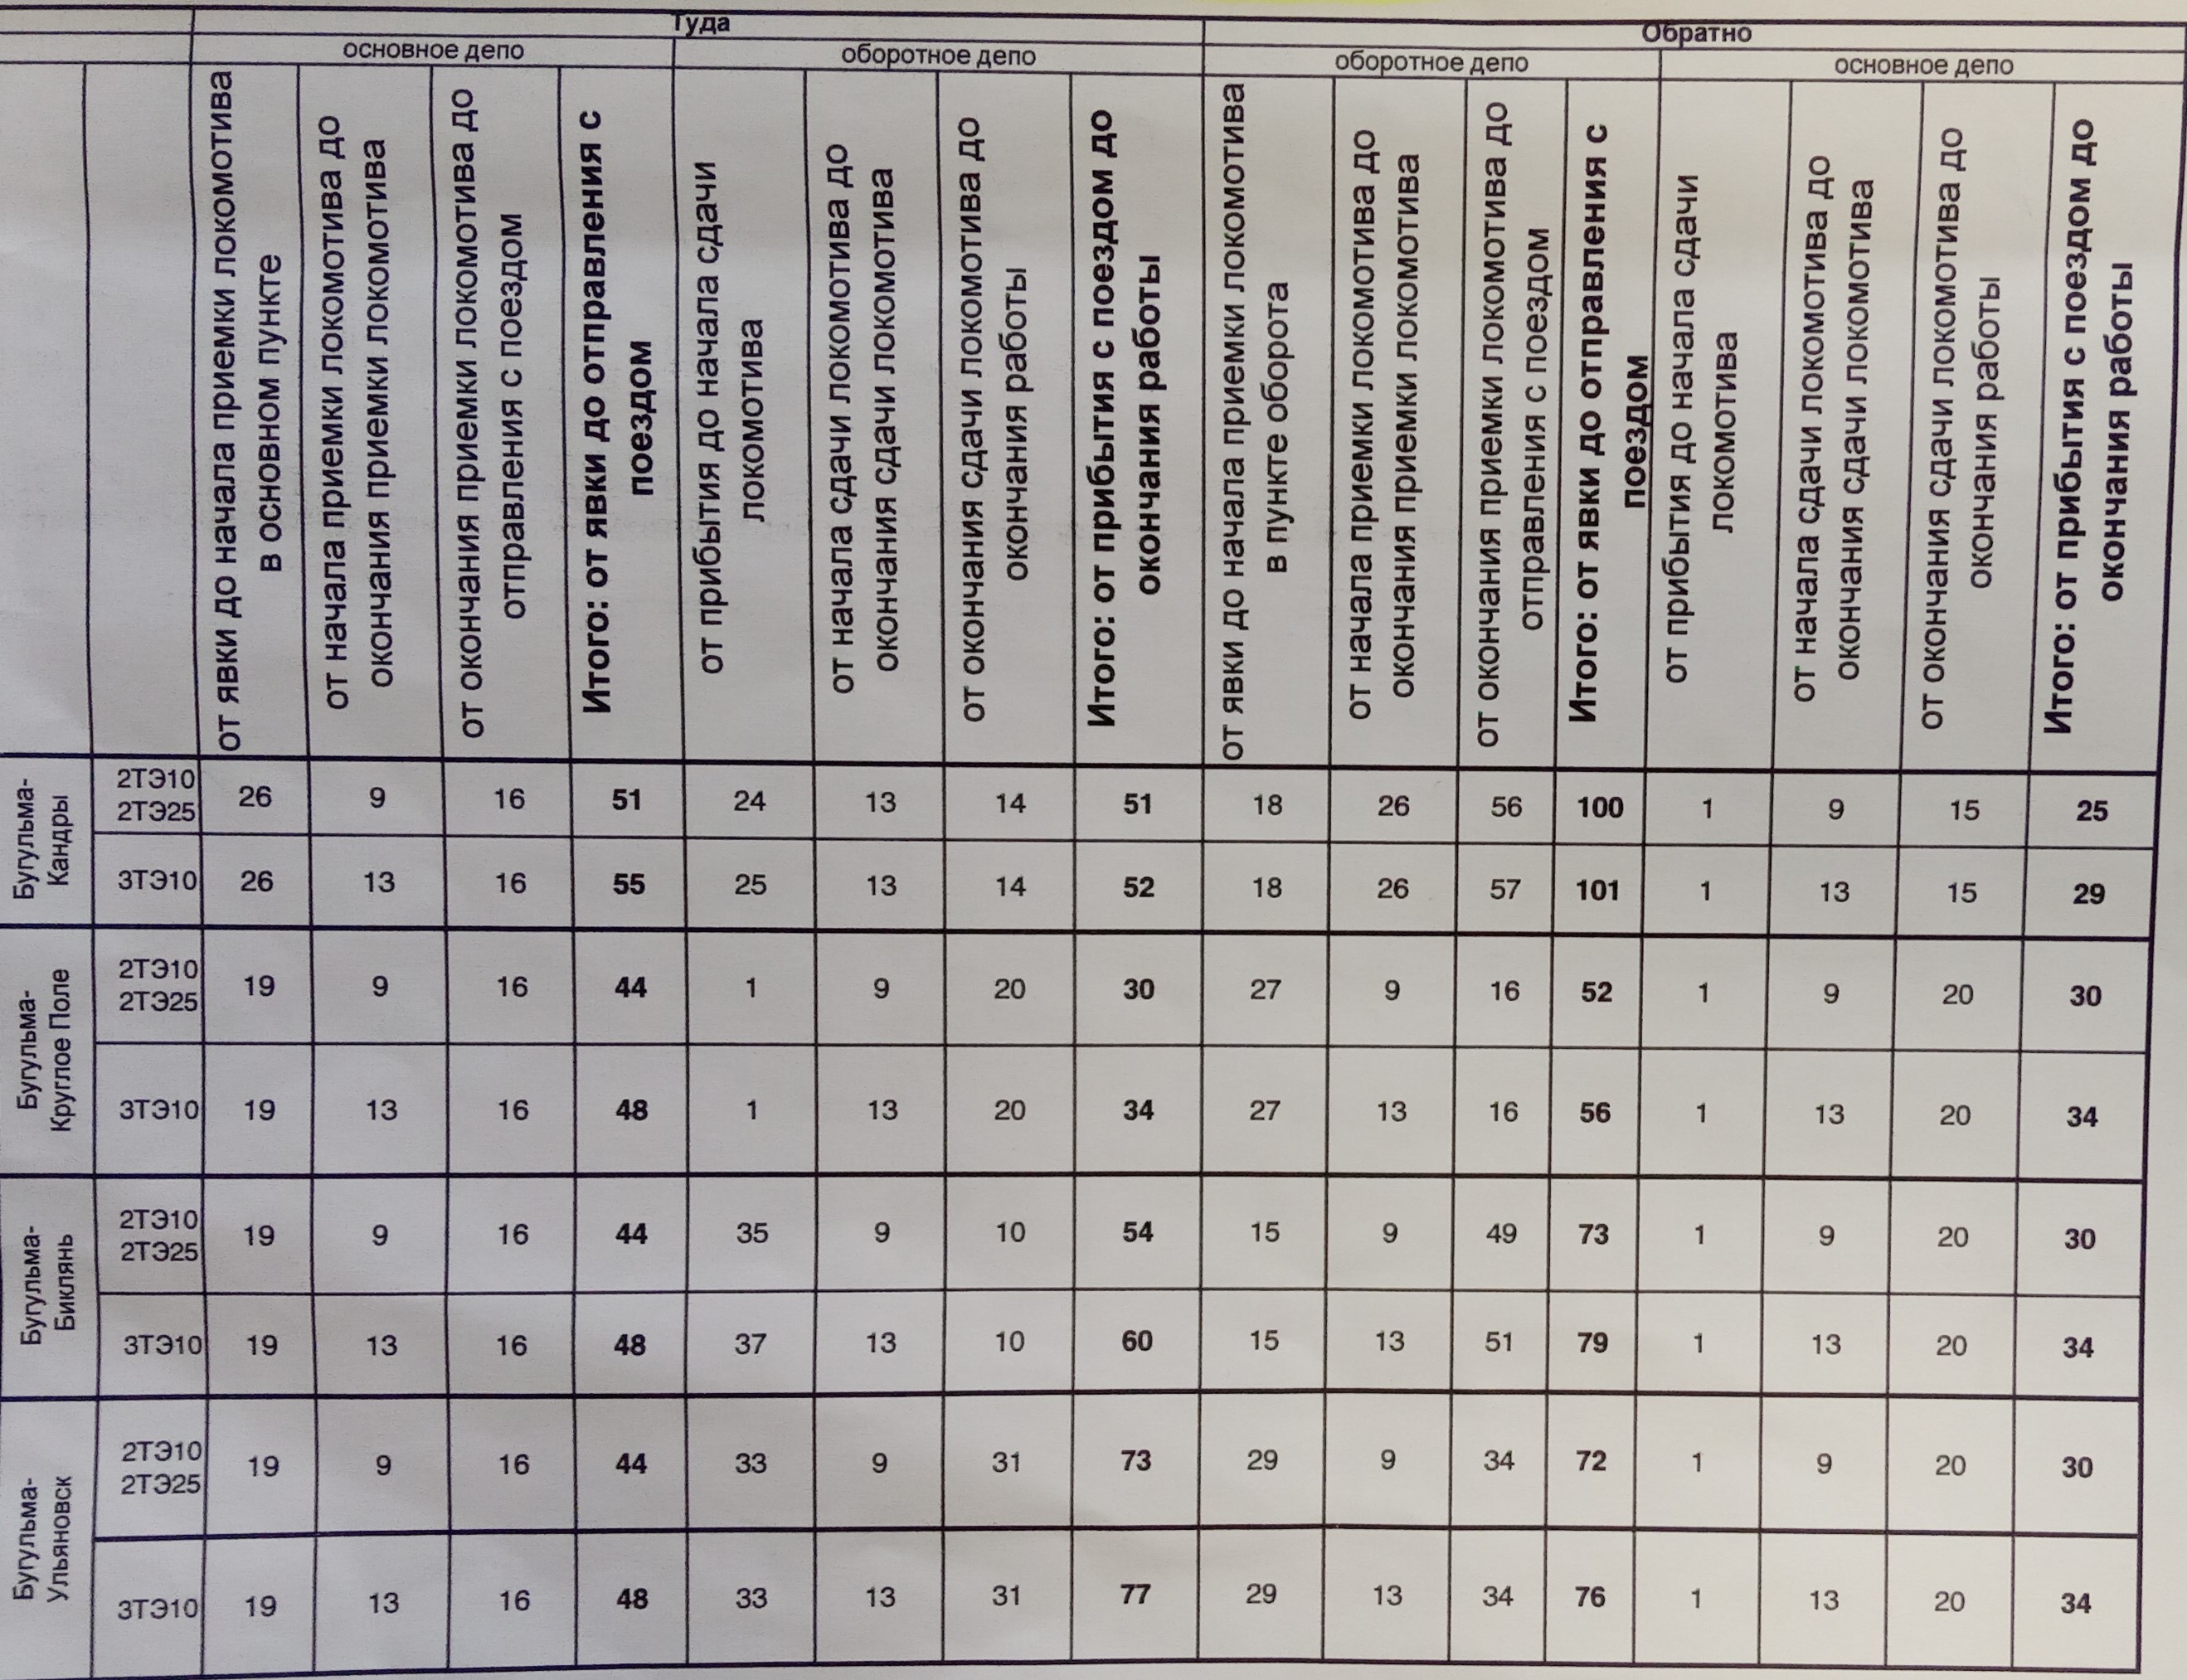 Туда
Обратно
основное депо
оборотное депо
оборотное депо
основное депо
от явки до начала приемки локомотива
в основном пункте
от начала приемки локомотива до
окончания приемки локомотива
от окончания приемки локомотива до
отправления с поездом
Итого: от явки до отправления с
поездом
от прибытия до начала сдачи
локомотива
от начала сдачи локомотива до
окончания сдачи локомотива
от окончания сдачи локомотива до
окончания работы
Итого: от прибытия с поездом до
окончания работы
от явки до начала приемки локомотива
в пункте оборота
от начала приемки локомотива до
окончания приемки локомотива
от окончания приемки локомотива до
отправления с поездом
Итого: от явки до отправления с
поездом
от прибытия до начала сдачи
локомотива
от начала сдачи локомотива до
окончания сдачи локомотива
от окончания сдачи локомотива до
окончания работы
Итого: от прибытия с поездом до
окончания работы
Бугульма-
Кандры
2ТЭ10
2ТЭ25
26 9 16 51 24 13 14 51 18 26 56 100 1 9 15 25
3ТЭ10 26 13 16 55 25 13 14 52 18 26 57 101 1 13 15 29
Бугульма-
Круглое Поле
2ТЭ10
2ТЭ25
19 9 16 44 1 9 20 30 27 9 16 52 1 9 20 30
3ТЭ10 19 13 16 48 1 13 20 34 27 13 16 56 1 13 20 34
Бугульма-
Биклянь
2ТЭ10
2ТЭ25
19 9 16 44 35 9 10 54 15 9 49 73 1 9 20 30
3ТЭ10 19 13 16 48 37 13 10 60 15 13 51 79 1 13 20 34
Бугульма-
Ульяновск
2ТЭ10
2ТЭ25
19 9 16 44 33 9 31 73 29 9 34 72 1 9 20 30
3ТЭ10 19 13 16 48 33 13 31 77 29 13 34 76 1 13 20 34